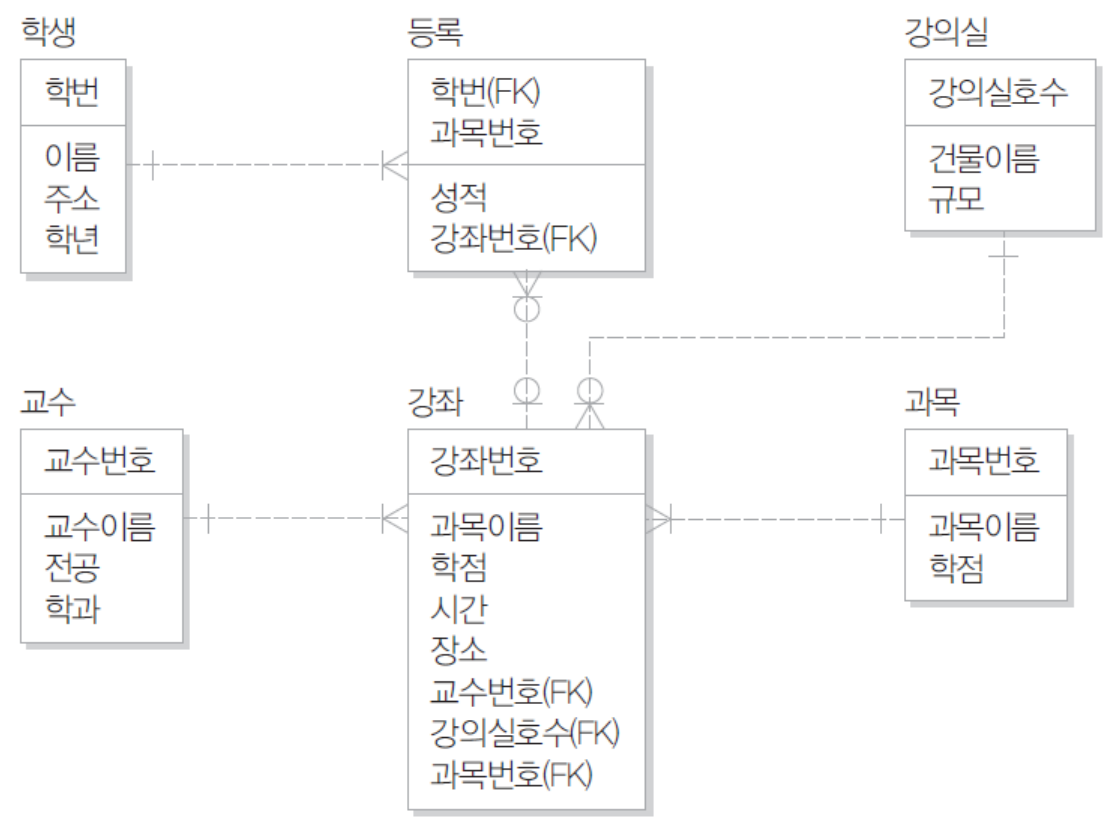 학생
학번
이름
주소
학년
등록
학번(FK)
과목번호
성적
강좌번호(FK)
강의실
강의실호수
건물이름
규모
교수
교수번호
교수이름
전공
학과
강좌
강좌번호
과목이름
학점
시간
장소
교수번호(FK)
강의실호수(FK)
과목번호(FK)
과목
과목번호
과목이름
학점